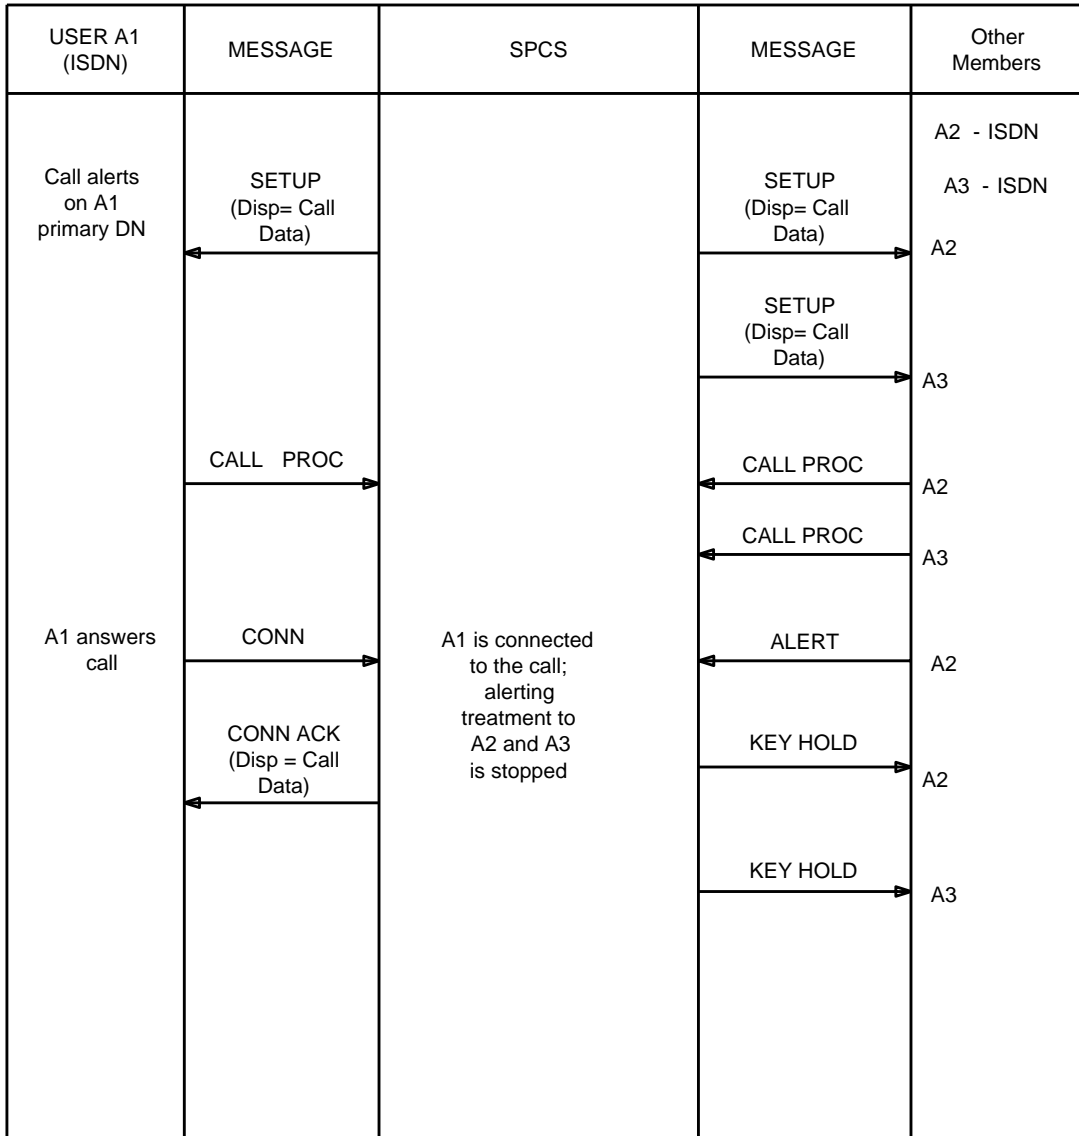 USER A1
(ISDN)
MESSAGE
SPCS
MESSAGE
Other
Members
A2 - ISDN
A3 - ISDN
Call alerts
on A1
primary DN
SETUP
(Disp= Call
Data)
SETUP
(Disp= Call
Data)
A2
SETUP
(Disp= Call
Data)
A3
CALL PROC
CALL PROC
A2
CALL PROC
A3
A1 answers
call
CONN
A1 is connected
to the call;
alerting
treatment to
A2 and A3
is stopped
ALERT
A2
CONN ACK
(Disp = Call
Data)
KEY HOLD
A2
KEY HOLD
A3